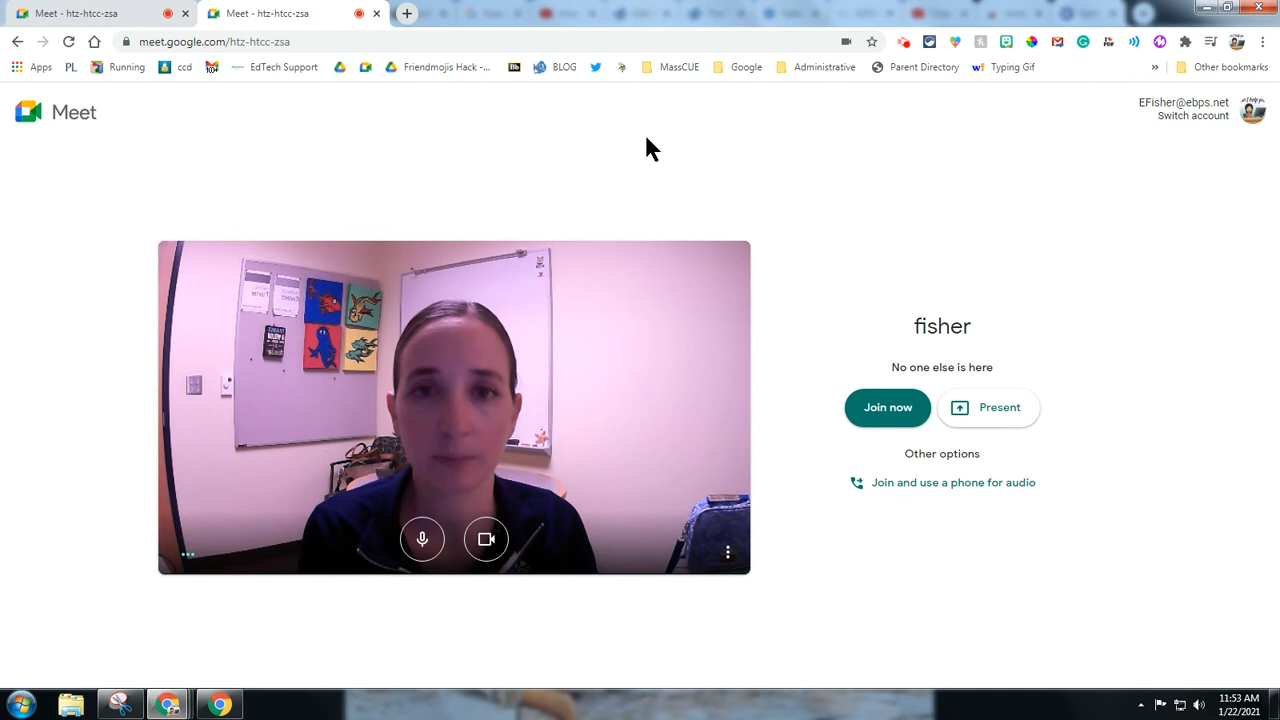 Meet - htz-htcc-zsa
Meet - htz-htcc-zsa
meet.google.com/htz-htcc-zsa
Apps
PL
Running
ccd
EdTech Support
Friendmojis Hack -...
Bb
BLOG
MassCUE
Google
Administrative
Parent Directory
Typing Gif
»
Other bookmarks
Meet
EFisher@ebps.net
Switch account
fisher
No one else is here
Join now
Present
Other options
Join and use a phone for audio
11:53 AM
1/22/2021